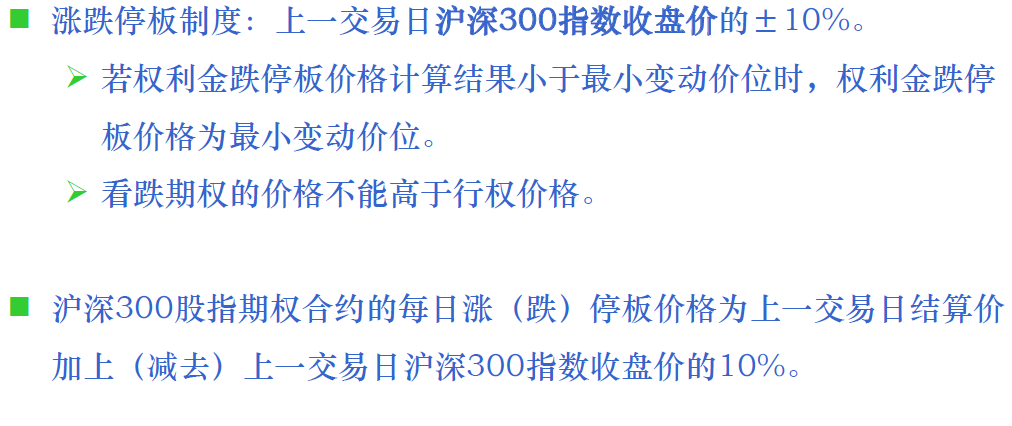 涨跌停板制度：上一交易日沪深300指数收盘价的±10%。
若权利金跌停板价格计算结果小于最小变动价位时，权利金跌停
板价格为最小变动价位。
看跌期权的价格不能高于行权价格。
沪深300股指期权合约的每日涨（跌）停板价格为上一交易日结算价
加上（减去）上一交易日沪深300指数收盘价的10%。